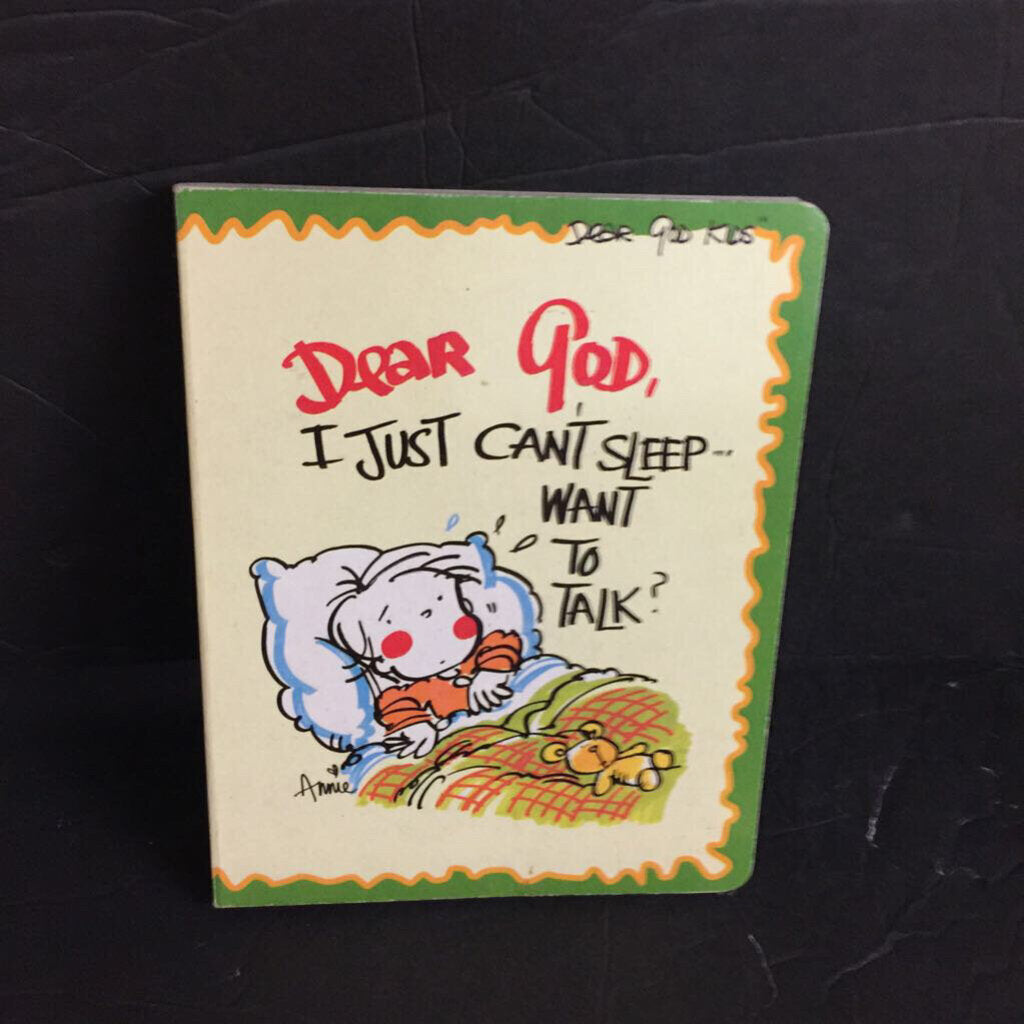 DEAR GOD KIDS"
DEAR GOD,
I JUST CAN'T SLEEP...
WANT
TO
TALK?
Annie